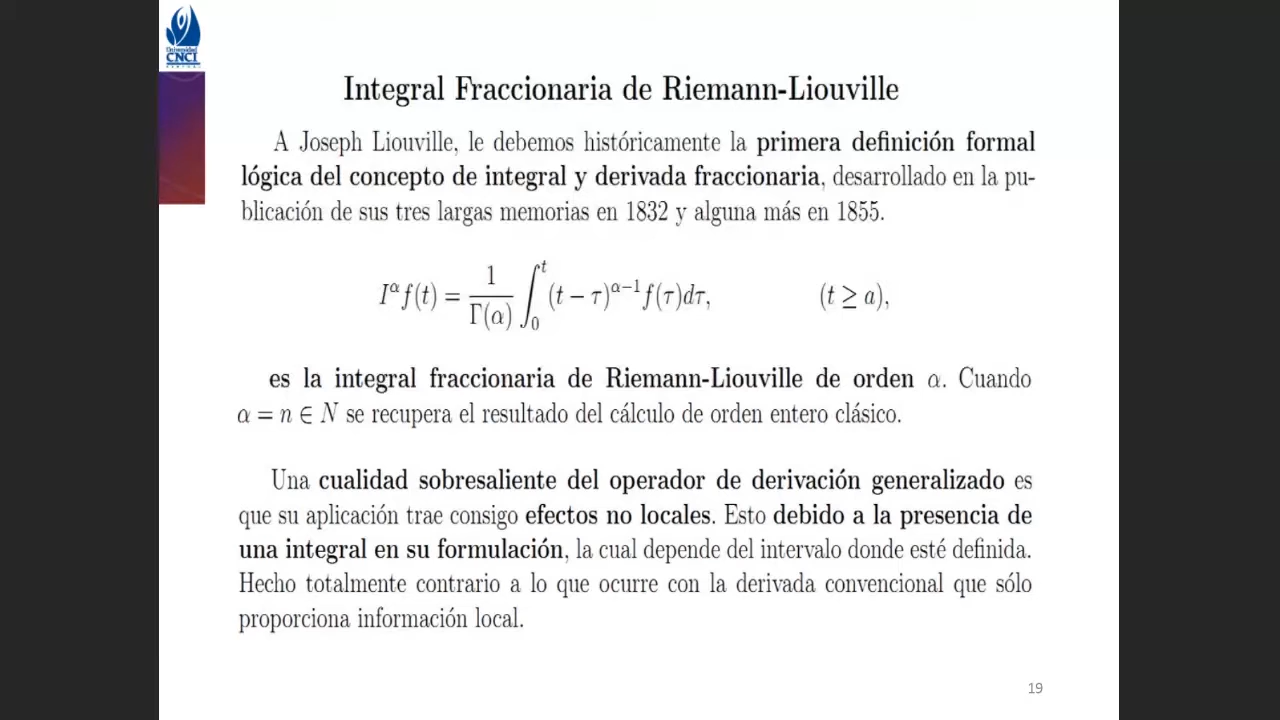 Universidad
CNCI
Integral Fraccionaria de Riemann-Liouville
A Joseph Liouville, le debemos históricamente la primera definición formal
lógica del concepto de integral y derivada fraccionaria, desarrollado en la pu-
blicación de sus tres largas memorias en 1832 y alguna más en 1855.
I^α f(t) = 1/Γ(α) ∫_0^t (t − τ)^{α−1} f(τ)dτ, (t ≥ a),
es la integral fraccionaria de Riemann-Liouville de orden α. Cuando
α = n ∈ N se recupera el resultado del cálculo de orden entero clásico.
Una cualidad sobresaliente del operador de derivación generalizado es
que su aplicación trae consigo efectos no locales. Esto debido a la presencia de
una integral en su formulación, la cual depende del intervalo donde esté definida.
Hecho totalmente contrario a lo que ocurre con la derivada convencional que sólo
proporciona información local.
19